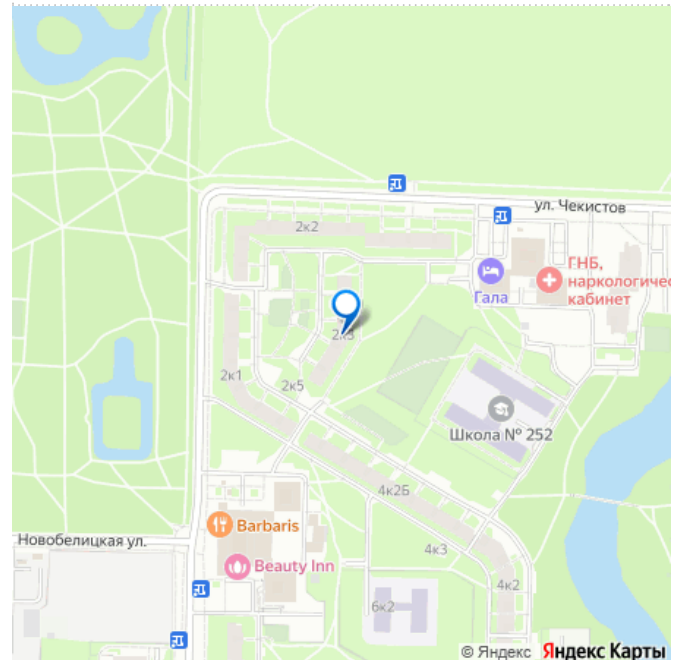 ул. Чекистов
2к2
ГНБ,
наркологичес
кабинет
Гала
2к3
2к1
2к5
Школа № 252
4к2Б
Barbaris
Новобелицкая ул.
4к3
Beauty Inn
4к2
6к2
© Яндекс Яндекс Карты